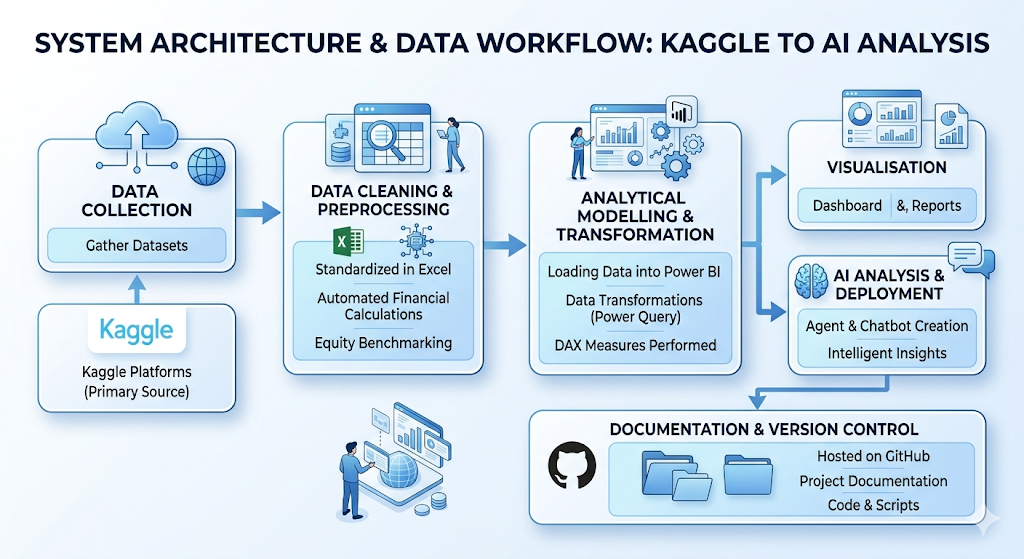 SYSTEM ARCHITECTURE & DATA WORKFLOW: KAGGLE TO AI ANALYSIS
DATA
COLLECTION
Gather Datasets
Kaggle
Kaggle Platforms
(Primary Source)
DATA CLEANING &
PREPROCESSING
X
Standardized in Excel
Automated Financial
Calculations
Equity Benchmarking
ANALYTICAL
MODELLING &
TRANSFORMATION
Loading Data into Power BI
Data Transformations
(Power Query)
DAX Measures Performed
VISUALISATION
Dashboard &, Reports
AI ANALYSIS &
DEPLOYMENT
Agent & Chatbot Creation
Intelligent Insights
DOCUMENTATION & VERSION CONTROL
Hosted on GitHub
Project Documentation
Code & Scripts